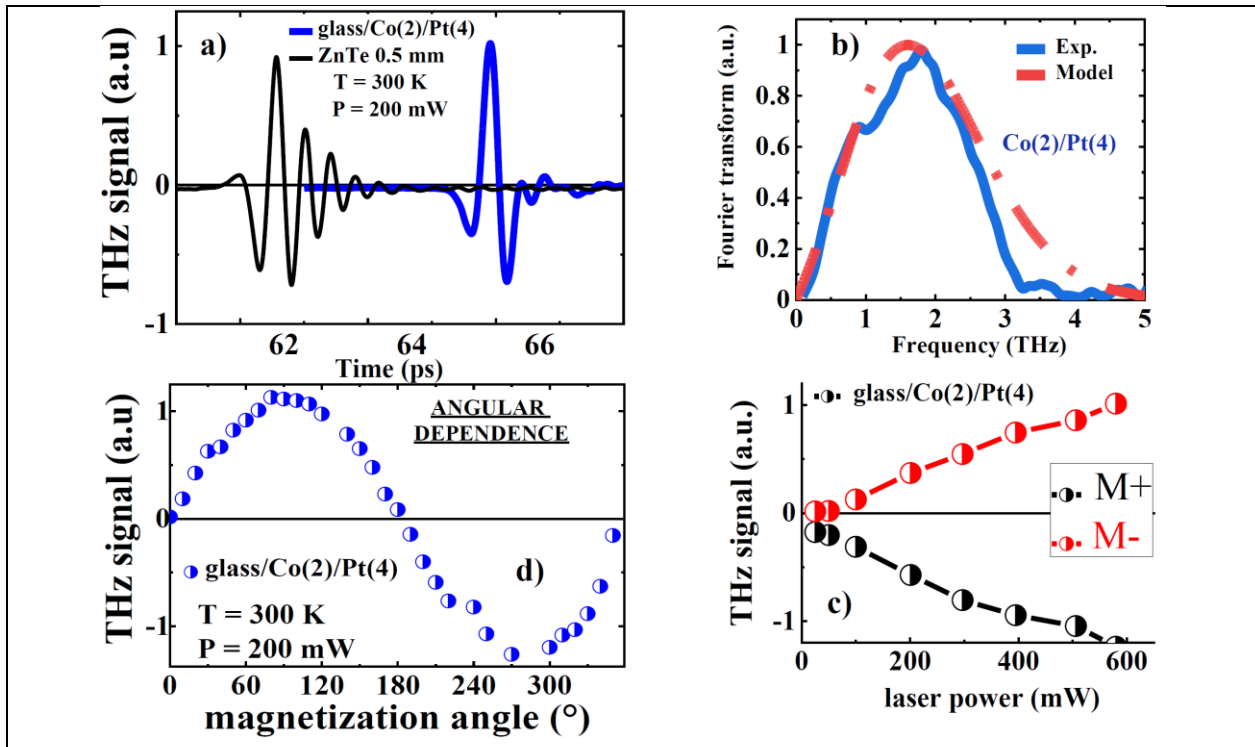 a)
glass/Co(2)/Pt(4)
ZnTe 0.5 mm
T = 300 K
P = 200 mW
THz signal (a.u)
1
0
-1
62 64 66
Time (ps)
b)
Exp.
Model
Co(2)/Pt(4)
Fourier transform (a.u.)
1
0.8
0.6
0.4
0.2
0
0 1 2 3 4 5
Frequency (THz)
ANGULAR
DEPENDENCE
THz signal (a.u)
1
0
-1
d)
glass/Co(2)/Pt(4)
T = 300 K
P = 200 mW
0 60 120 180 240 300
magnetization angle (°)
glass/Co(2)/Pt(4)
THz signal (a.u.)
1
0
-1
M+
M-
c)
0 200 400 600
laser power (mW)